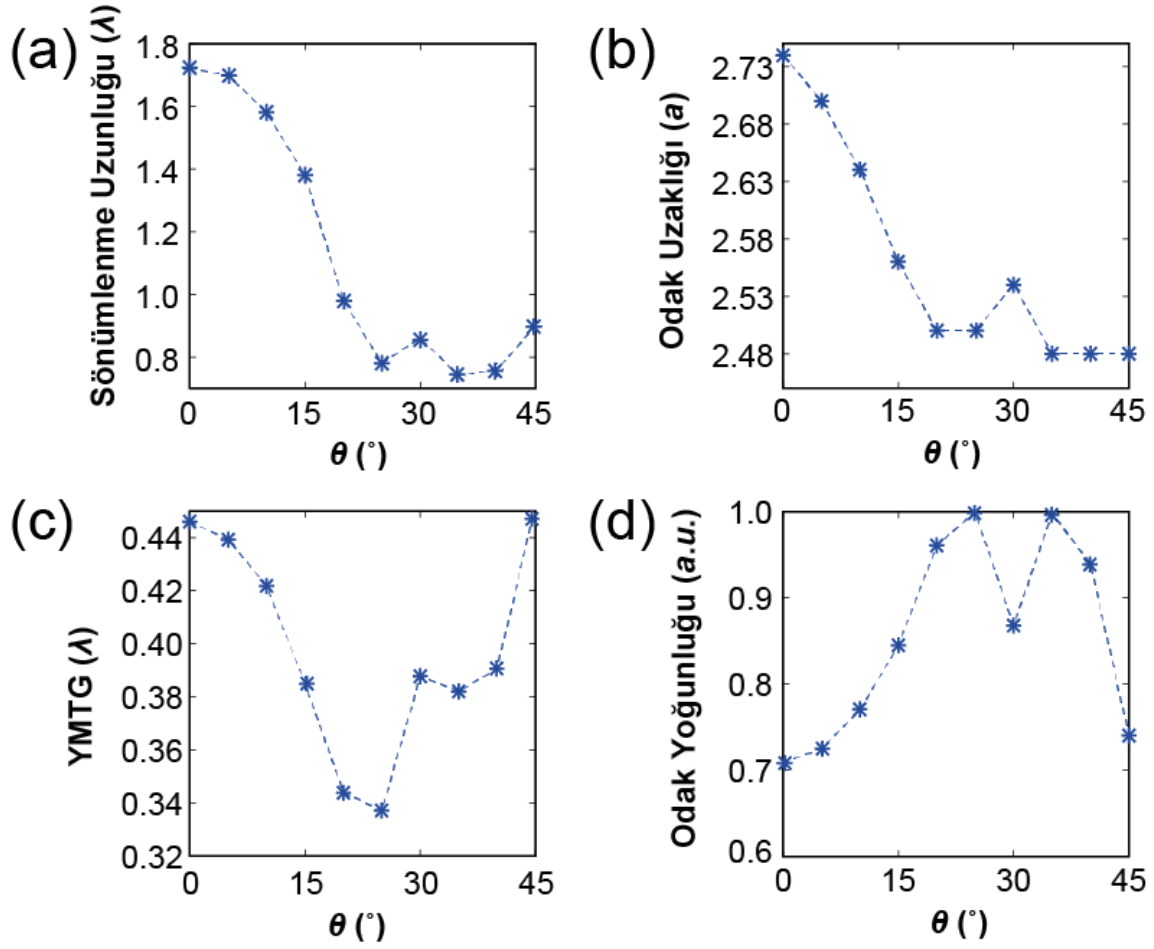 (a)
Sönümlenme Uzunluğu (λ)
1.8
1.6
1.4
1.2
1.0
0.8
0 15 30 45
θ (˚)
(b)
Odak Uzaklığı (a)
2.73
2.68
2.63
2.58
2.53
2.48
0 15 30 45
θ (˚)
(c)
YMTG (λ)
0.44
0.42
0.40
0.38
0.36
0.34
0.32
0 15 30 45
θ (˚)
(d)
Odak Yoğunluğu (a.u.)
1.0
0.9
0.8
0.7
0.6
0 15 30 45
θ (˚)